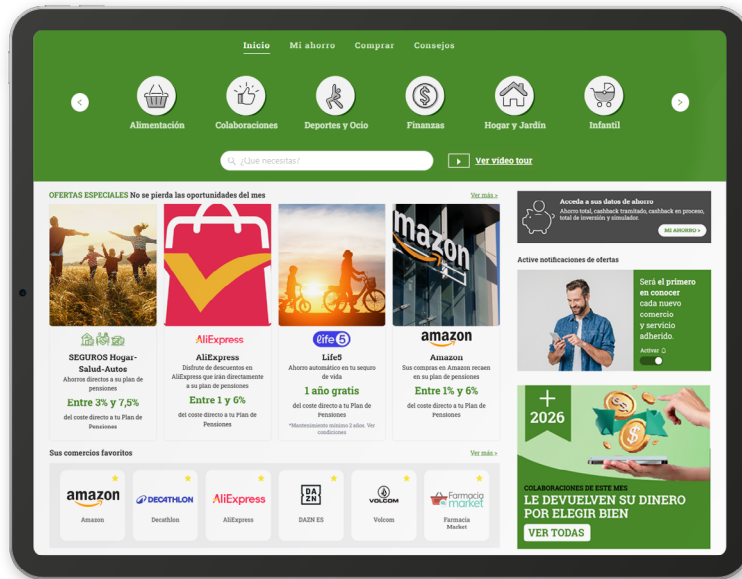 Inicio Mi ahorro Comprar Consejos
< >
Alimentación Colaboraciones Deportes y Ocio Finanzas Hogar y Jardín Infantil
¿Qué necesitas? Ver vídeo tour
OFERTAS ESPECIALES No se pierda las oportunidades del mes Ver más »
amazon
AliExpress
life5
amazon
SEGUROS Hogar-
Salud-Autos
Ahorros directos a su plan de
pensiones
Entre 3% y 7,5%
del coste directo a tu Plan de
Pensiones
AliExpress
Disfrute de descuentos en
AliExpress que irán directamente
a su plan de pensiones
Entre 1 y 6%
del coste directo a tu Plan de
Pensiones
Life5
Ahorro automático en tu seguro
de vida
1 año gratis
del coste directo a tu Plan de
Pensiones
*Mantenimiento mínimo 2 años. Ver
condiciones
Amazon
Sus compras en Amazon recaen
en su plan de pensiones
Entre 1% y 6%
del coste directo a tu Plan de
Pensiones
Sus comercios favoritos Ver más »
amazon
Amazon
DECATHLON
Decathlon
AliExpress
AliExpress
DAZN
DAZN ES
VOLCOM
Volcom
Farmacia
market
Farmacia
Market
Acceda a sus datos de ahorro
Ahorro total, cashback tramitado, cashback en proceso,
total de inversión y simulador.
MI AHORRO »
Active notificaciones de ofertas
Será el primero
en conocer
cada nuevo
comercio
y servicio
adherido.
Activar
+
2026
COLABORACIONES DE ESTE MES
LE DEVUELVEN SU DINERO
POR ELEGIR BIEN
VER TODAS